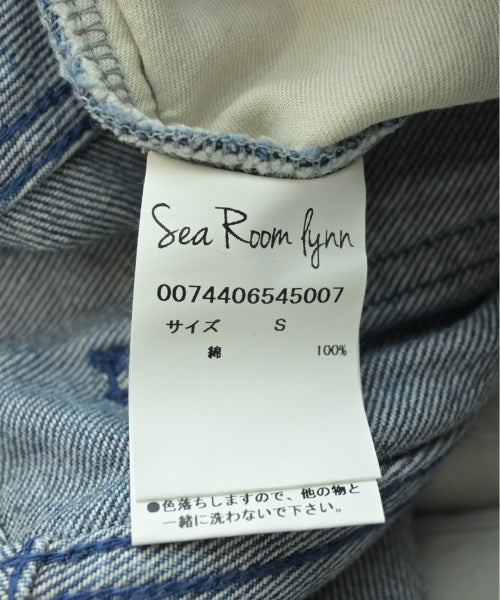 Sea Room lynn
0074406545007
サイズ S
綿 100%
●色落ちしますので、他の物と
一緒に洗わないで下さい。